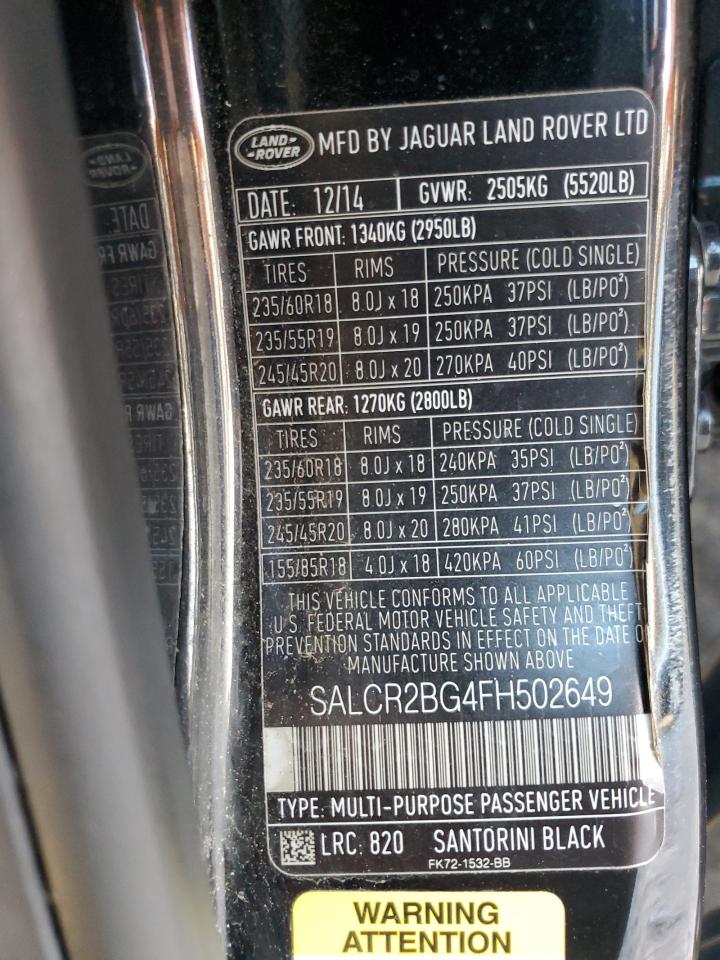 LAND-
-ROVER
MFD BY JAGUAR LAND ROVER LTD
DATE: 12/14 GVWR: 2505KG (5520LB)
GAWR FRONT: 1340KG (2950LB)
TIRES RIMS PRESSURE (COLD SINGLE)
235/60R18 8.0J x 18 250KPA 37PSI (LB/PO²)
235/55R19 8.0J x 19 250KPA 37PSI (LB/PO²)
245/45R20 8.0J x 20 270KPA 40PSI (LB/PO²)
GAWR REAR: 1270KG (2800LB)
TIRES RIMS PRESSURE (COLD SINGLE)
235/60R18 8.0J x 18 240KPA 35PSI (LB/PO²)
235/55R19 8.0J x 19 250KPA 37PSI (LB/PO²)
245/45R20 8.0J x 20 280KPA 41PSI (LB/PO²)
155/85R18 4.0J x 18 420KPA 60PSI (LB/PO²)
THIS VEHICLE CONFORMS TO ALL APPLICABLE
U.S. FEDERAL MOTOR VEHICLE SAFETY AND THEFT
PREVENTION STANDARDS IN EFFECT ON THE DATE O
MANUFACTURE SHOWN ABOVE
SALCR2BG4FH502649
TYPE: MULTI-PURPOSE PASSENGER VEHICLE
LRC: 820 SANTORINI BLACK
FK72-1532-BB
WARNING
ATTENTION